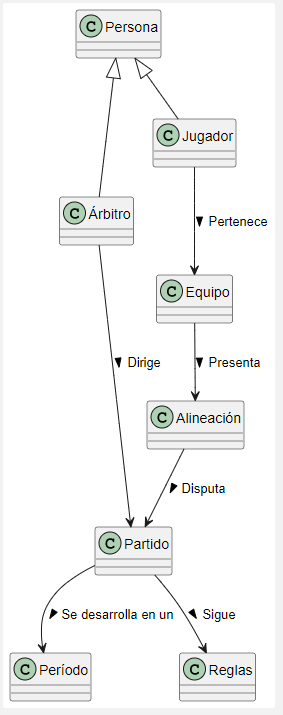 C Persona
C Jugador
C Árbitro
Pertenece
C Equipo
Dirige
Presenta
C Alineación
Disputa
C Partido
Se desarrolla en un
Sigue
C Período
C Reglas